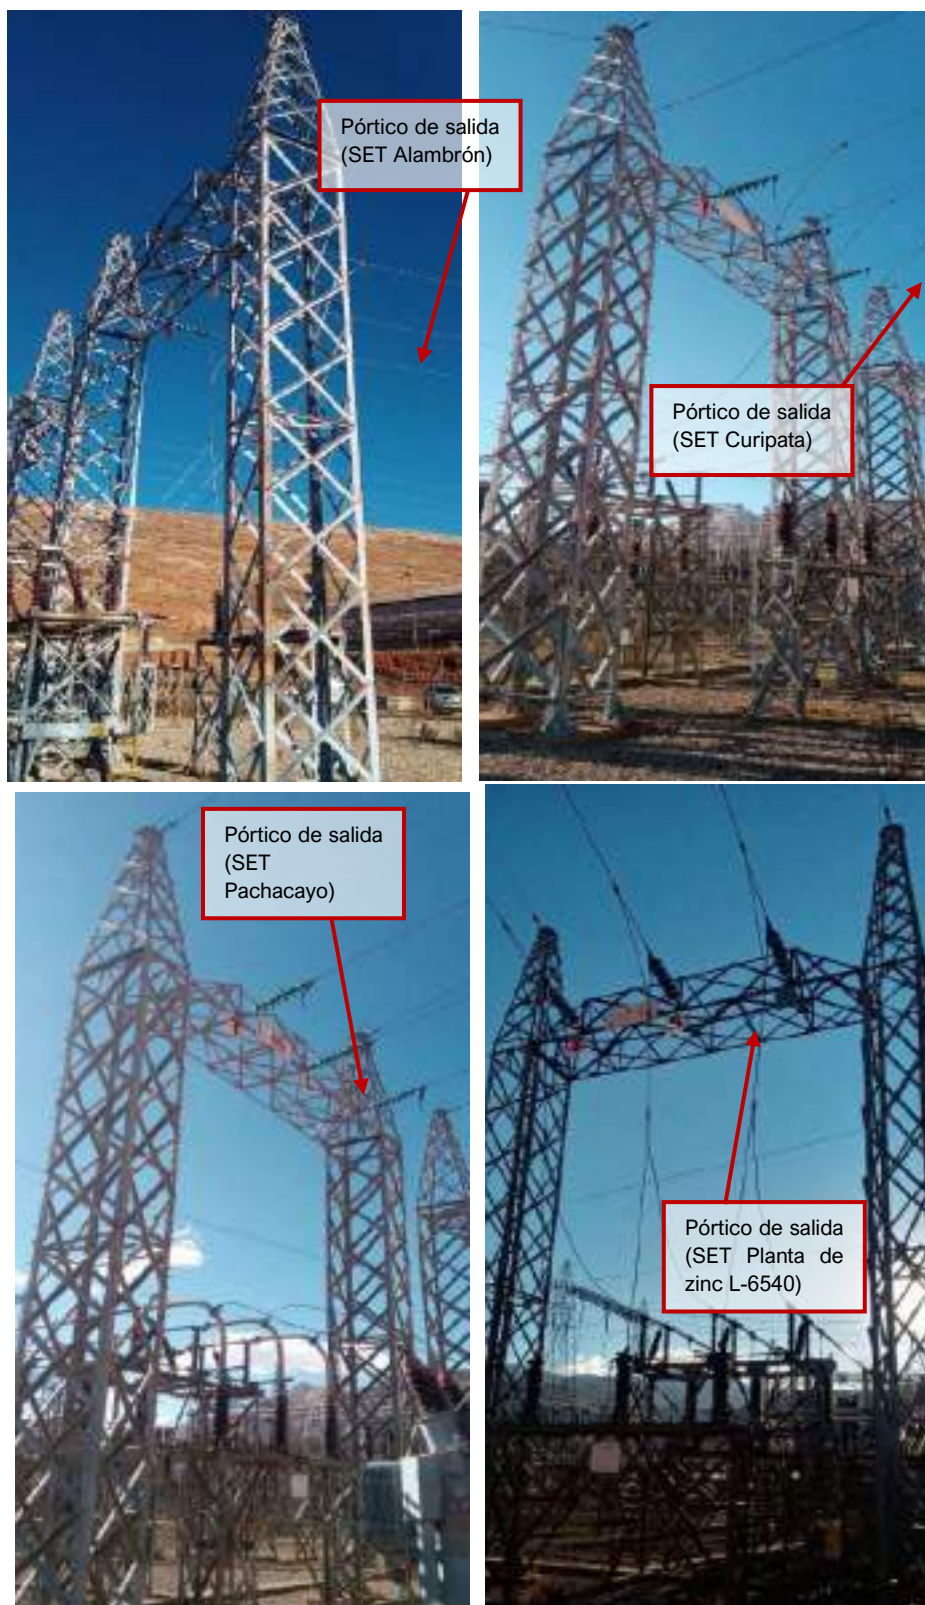 Pórtico de salida
(SET Alambrón)
Pórtico de salida
(SET Curipata)
Pórtico de salida
(SET
Pachacayo)
Pórtico de salida
(SET Planta de
zinc L-6540)